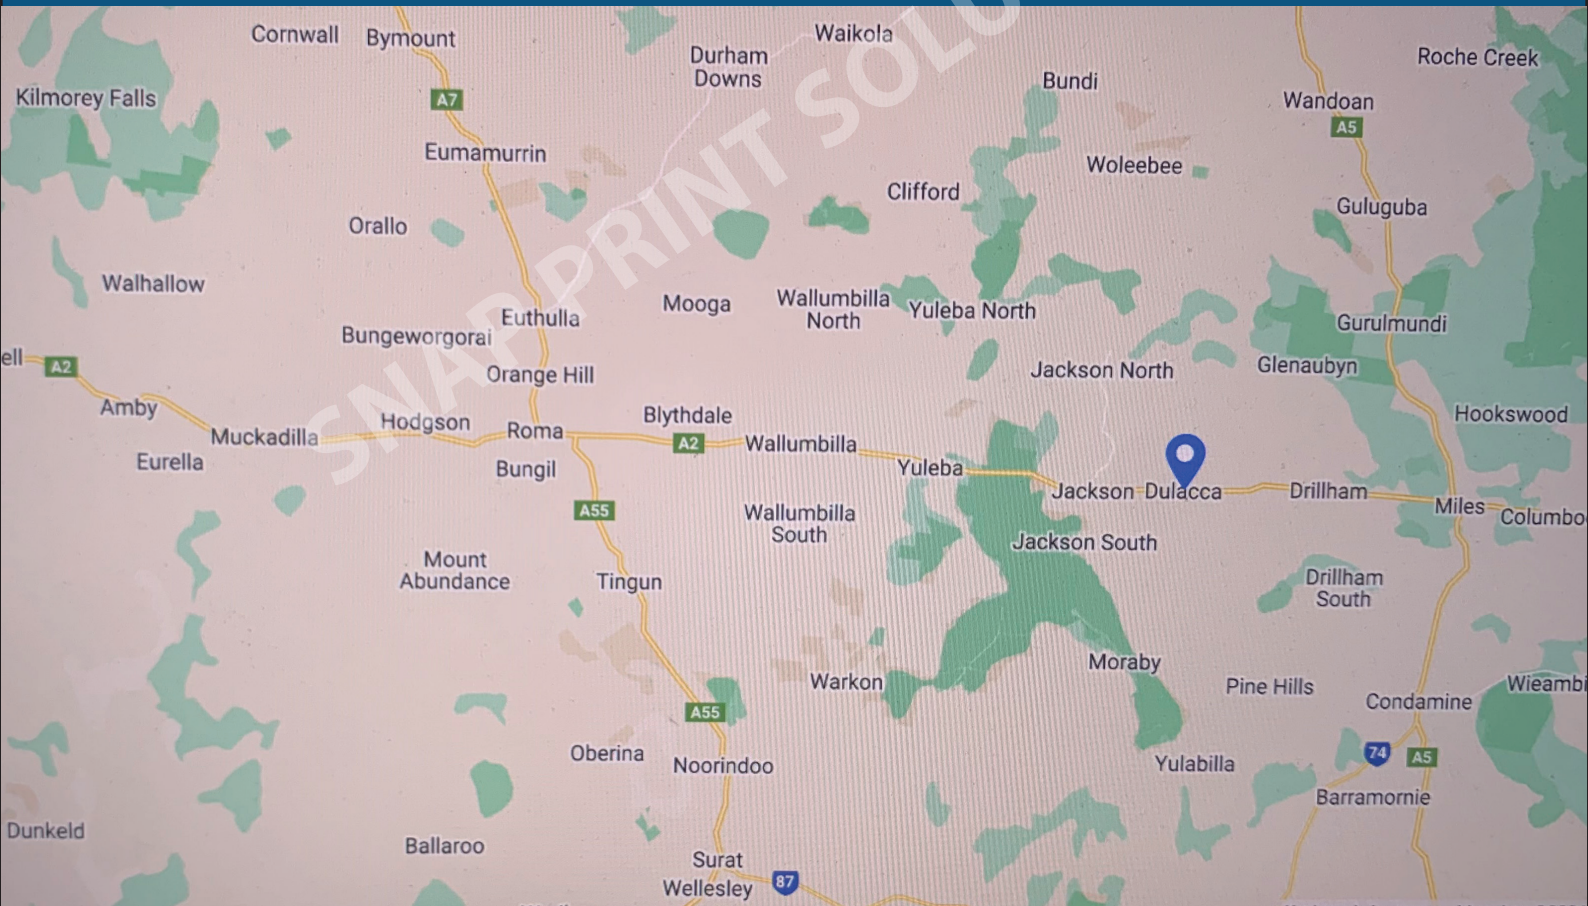 Cornwall
Bymount
Durham
Downs
Waikola
Bundi
Roche Creek
Kilmorey Falls
A7
Wandoan
A5
Eumamurrin
Woleebee
Clifford
Guluguba
Orallo
Walhallow
Mooga
Wallumbilla
North
Yuleba North
Euthulla
Bungeworgorai
Gurulmundi
ell
A2
Orange Hill
Jackson North
Glenaubyn
Amby
Muckadilla
Hodgson
Roma
Blythdale
A2
Wallumbilla
Hookswood
Eurella
Bungil
Yuleba
Jackson
Dulacca
Drillham
Miles
Columbo
A55
Wallumbilla
South
Jackson South
Mount
Abundance
Tingun
Drillham
South
Moraby
Warkon
Pine Hills
Condamine
Wieambi
A55
Oberina
Noorindoo
Yulabilla
74
A5
Barramornie
Dunkeld
Ballaroo
Surat
Wellesley
87
SNAP PRINT SOLU